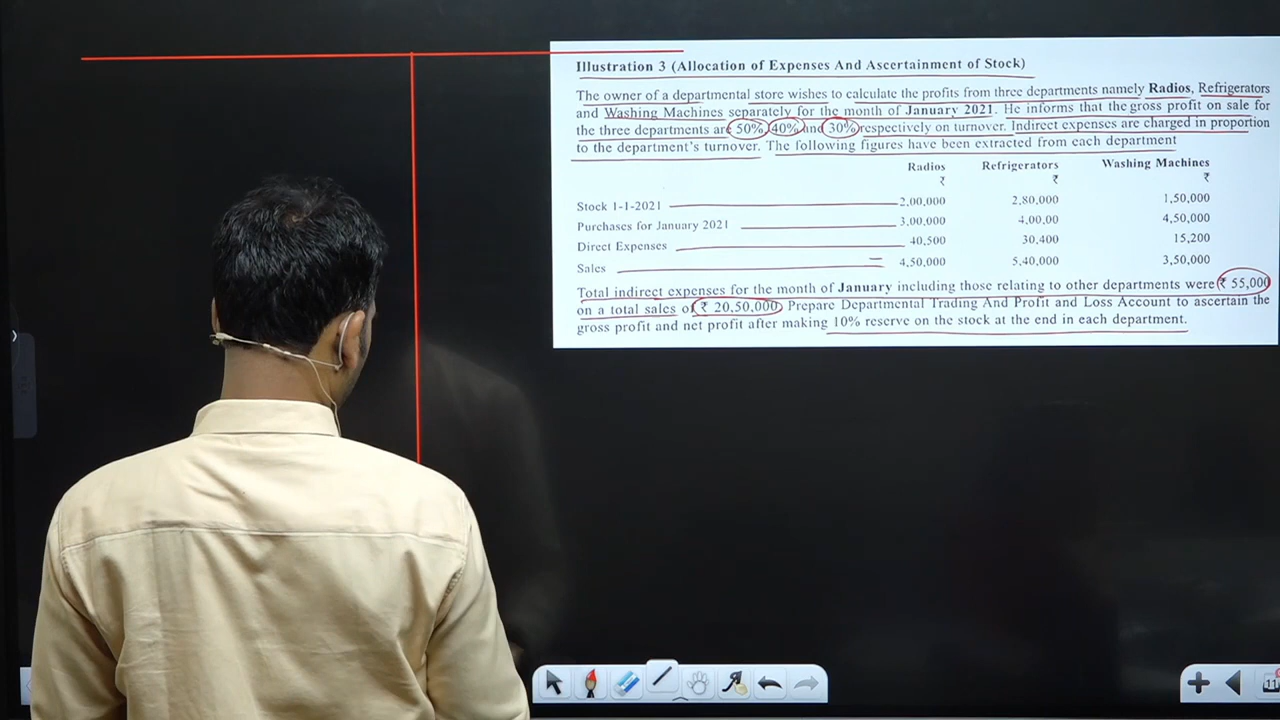 Illustration 3 (Allocation of Expenses And Ascertainment of Stock)
The owner of a departmental store wishes to calculate the profits from three departments namely Radios, Refrigerators
and Washing Machines separately for the month of January 2021. He informs that the gross profit on sale for
the three departments are 50%, 40% and 30% respectively on turnover. Indirect expenses are charged in proportion
to the department's turnover. The following figures have been extracted from each department
Radios Refrigerators Washing Machines
₹ ₹ ₹
Stock 1-1-2021 2,00,000 2,80,000 1,50,000
Purchases for January 2021 3,00,000 4,00,00 4,50,000
Direct Expenses 40,500 30,400 15,200
Sales 4,50,000 5,40,000 3,50,000
Total indirect expenses for the month of January including those relating to other departments were ₹ 55,000
on a total sales of ₹ 20,50,000 Prepare Departmental Trading And Profit and Loss Account to ascertain the
gross profit and net profit after making 10% reserve on the stock at the end in each department.
11